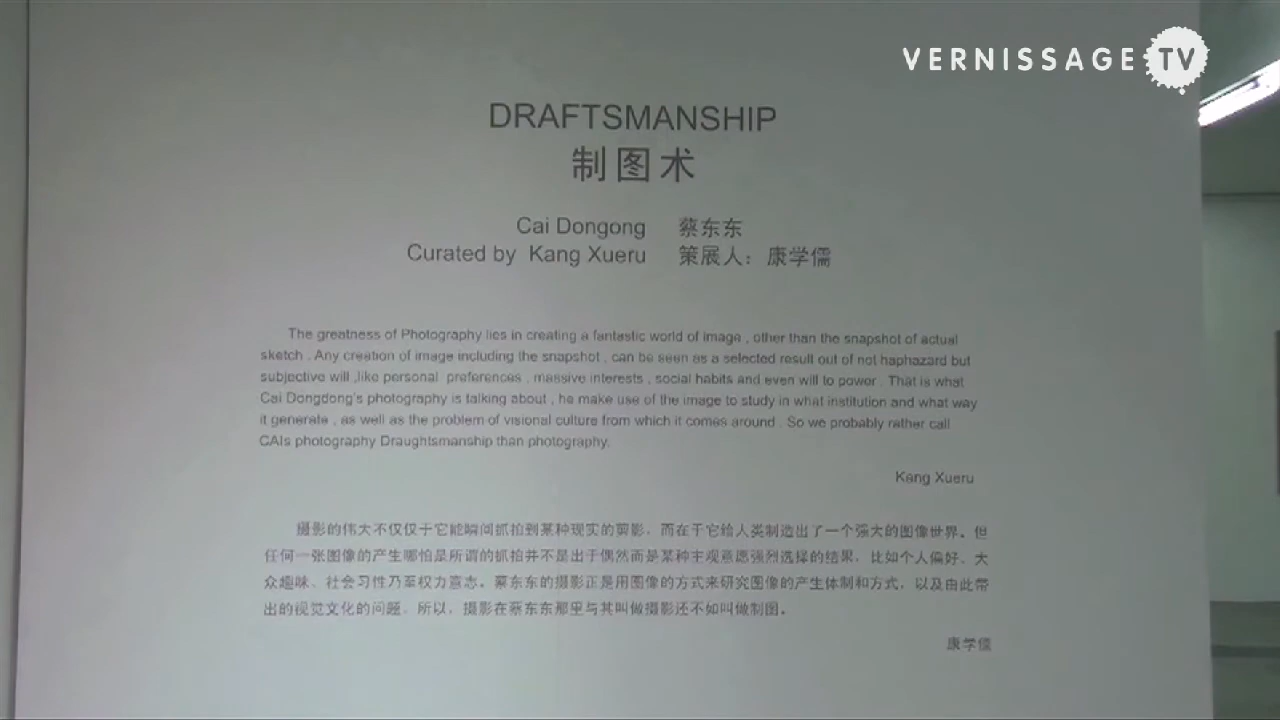 VERNISSAGE TV
DRAFTSMANSHIP
制图术
Cai Dongong 蔡东东
Curated by Kang Xueru 策展人：康学儒
The greatness of Photography lies in creating a fantastic world of image , other than the snapshot of actual
sketch . Any creation of image including the snapshot , can be seen as a selected result out of not haphazard but
subjective will ,like personal preferences , massive interests , social habits and even will to power . That is what
Cai Dongdong's photography is talking about , he make use of the image to study in what institution and what way
it generate , as well as the problem of visional culture from which it comes around . So we probably rather call
CAIs photography Draughtsmanship than photography.
Kang Xueru
摄影的伟大不仅仅于它能瞬间抓拍到某种现实的剪影，而在于它给人类制造出了一个强大的图像世界。但
任何一张图像的产生哪怕是所谓的抓拍并不是出于偶然而是某种主观意愿强烈选择的结果，比如个人偏好、大
众趣味、社会习性乃至权力意志。蔡东东的摄影正是用图像的方式来研究图像的产生体制和方式，以及由此带
出的视觉文化的问题，所以，摄影在蔡东东那里与其叫做摄影还不如叫做制图。
康学儒